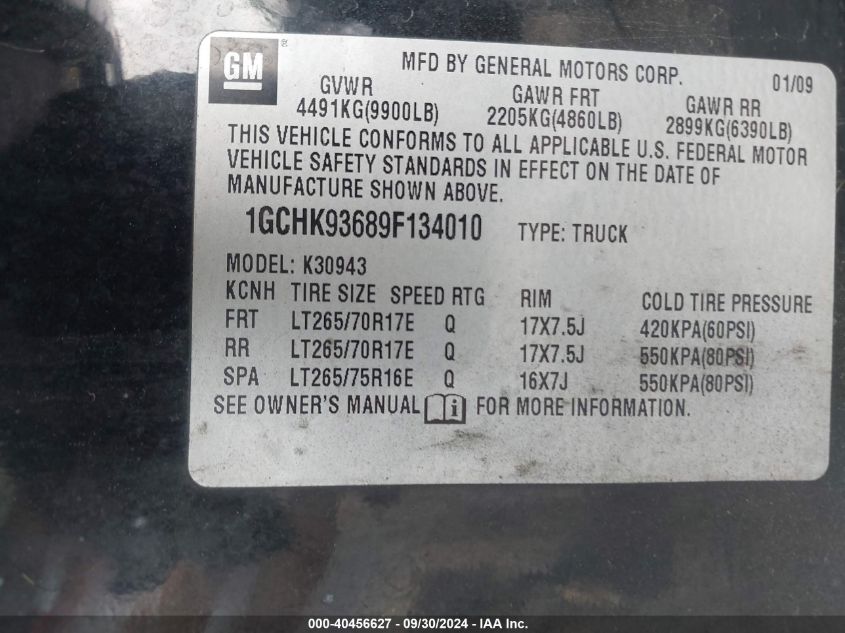 GM ®
MFD BY GENERAL MOTORS CORP. 01/09
GVWR GAWR FRT GAWR RR
4491KG(9900LB) 2205KG(4860LB) 2899KG(6390LB)
THIS VEHICLE CONFORMS TO ALL APPLICABLE U.S. FEDERAL MOTOR
VEHICLE SAFETY STANDARDS IN EFFECT ON THE DATE OF
MANUFACTURE SHOWN ABOVE.
1GCHK93689F134010 TYPE: TRUCK
MODEL: K30943
KCNH TIRE SIZE SPEED RTG RIM COLD TIRE PRESSURE
FRT LT265/70R17E Q 17X7.5J 420KPA(60PSI)
RR LT265/70R17E Q 17X7.5J 550KPA(80PSI)
SPA LT265/75R16E Q 16X7J 550KPA(80PSI)
SEE OWNER'S MANUAL i FOR MORE INFORMATION.
000-40456627 - 09/30/2024 - IAA Inc.